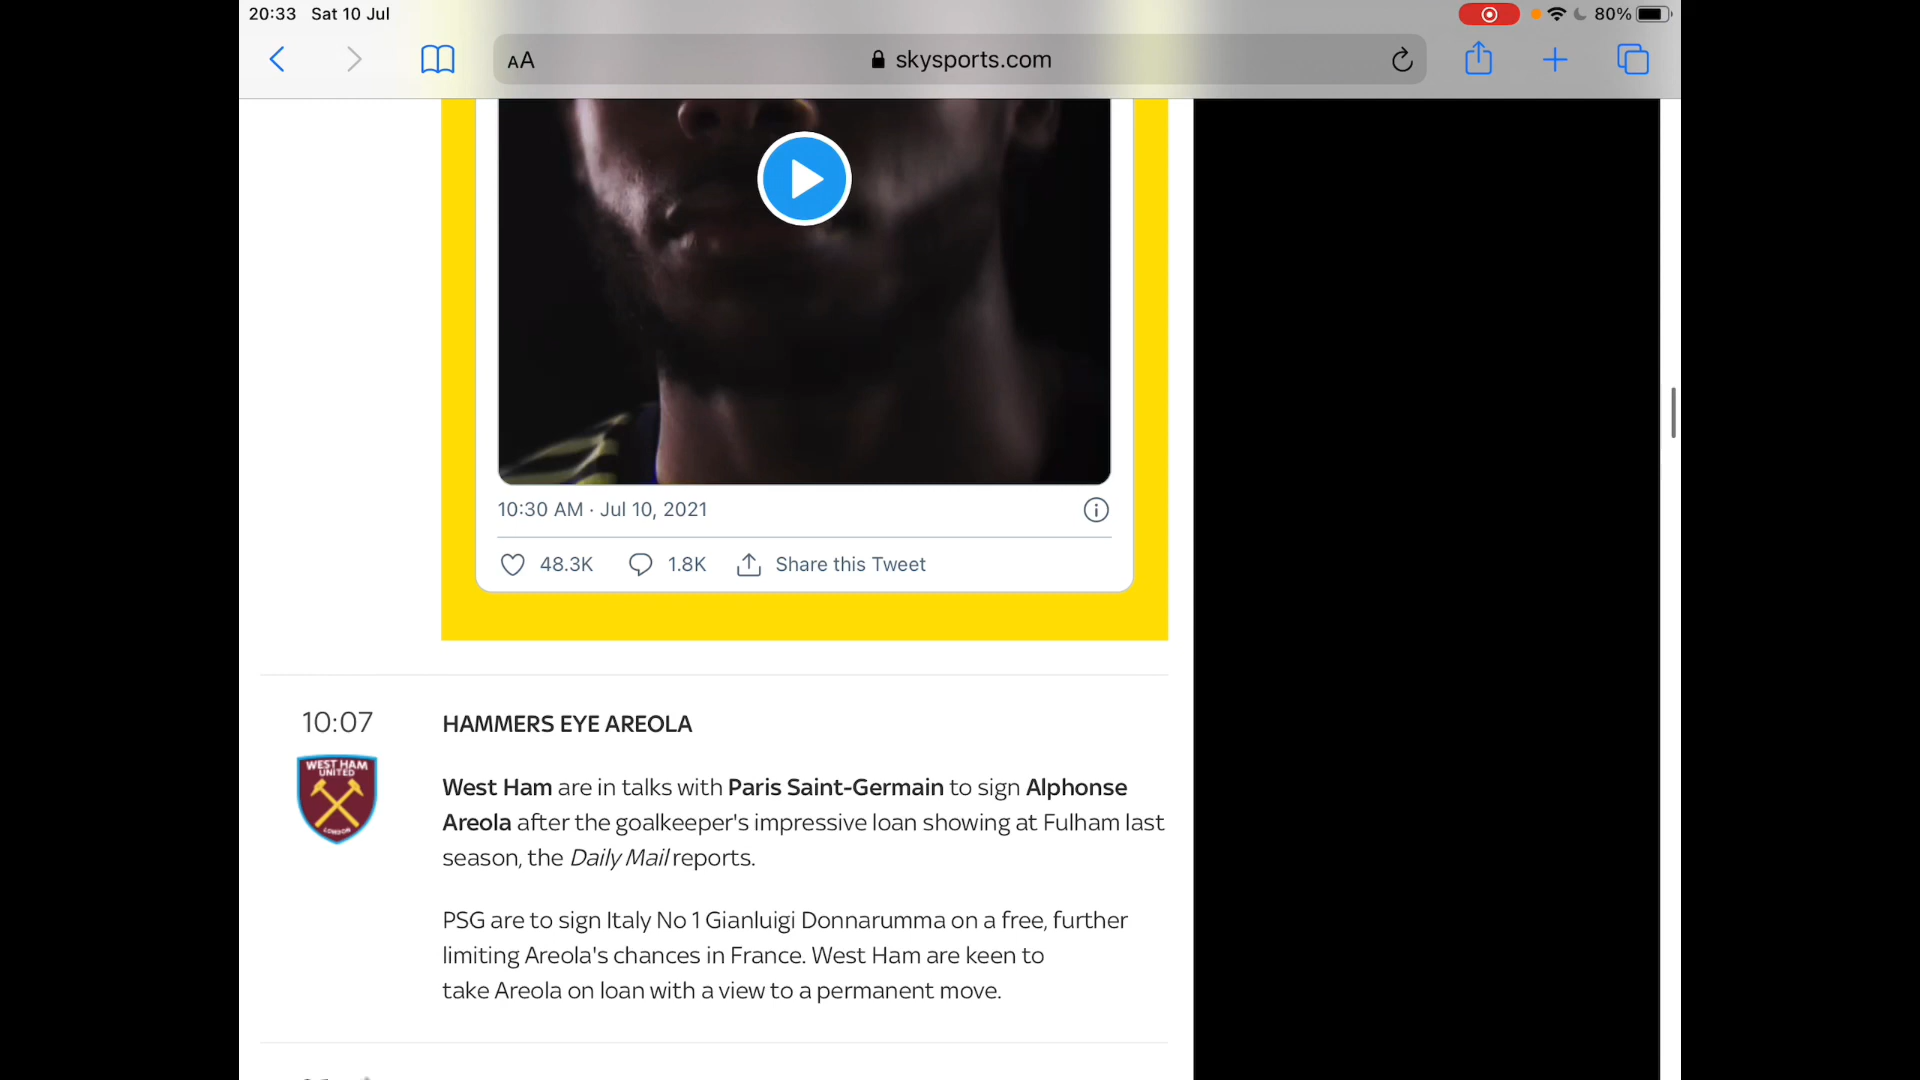 20:33 Sat 10 Jul
80%
AA
skysports.com
10:30 AM · Jul 10, 2021
48.3K
1.8K
Share this Tweet
10:07
HAMMERS EYE AREOLA
WEST HAM
UNITED
LONDON
West Ham are in talks with Paris Saint-Germain to sign Alphonse
Areola after the goalkeeper's impressive loan showing at Fulham last
season, the Daily Mail reports.
PSG are to sign Italy No 1 Gianluigi Donnarumma on a free, further
limiting Areola's chances in France. West Ham are keen to
take Areola on loan with a view to a permanent move.